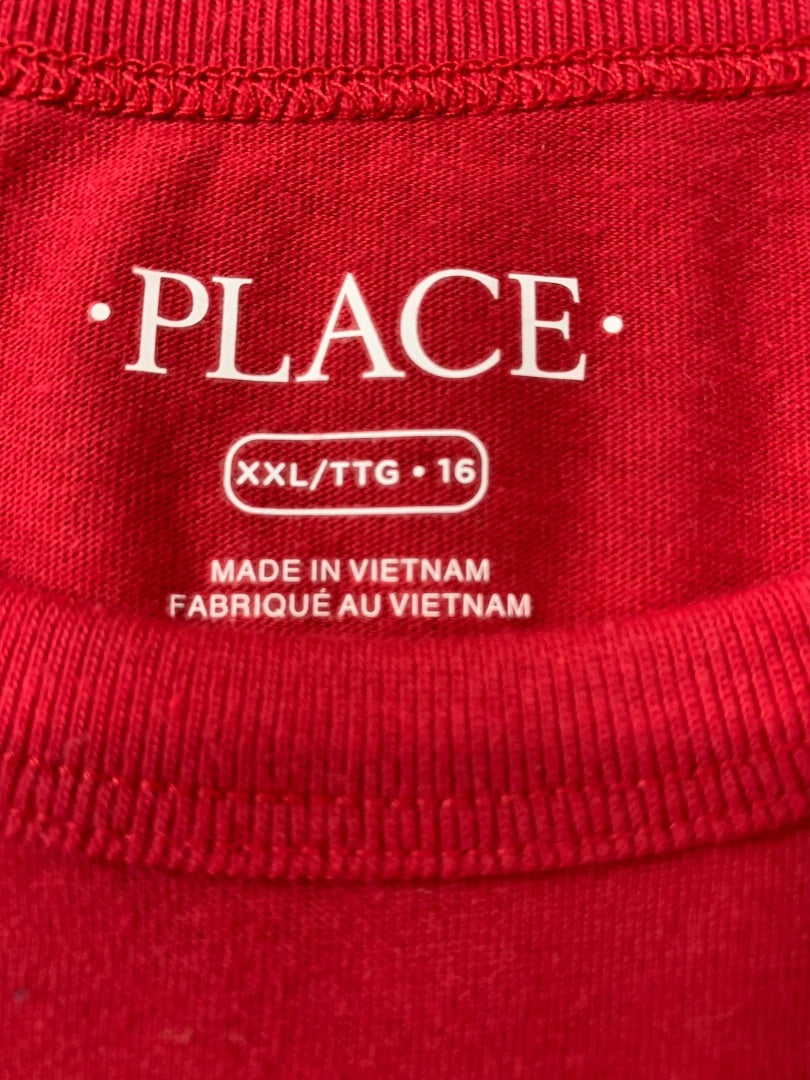 ·PLACE·
XXL/TTG • 16
MADE IN VIETNAM
FABRIQUÉ AU VIETNAM